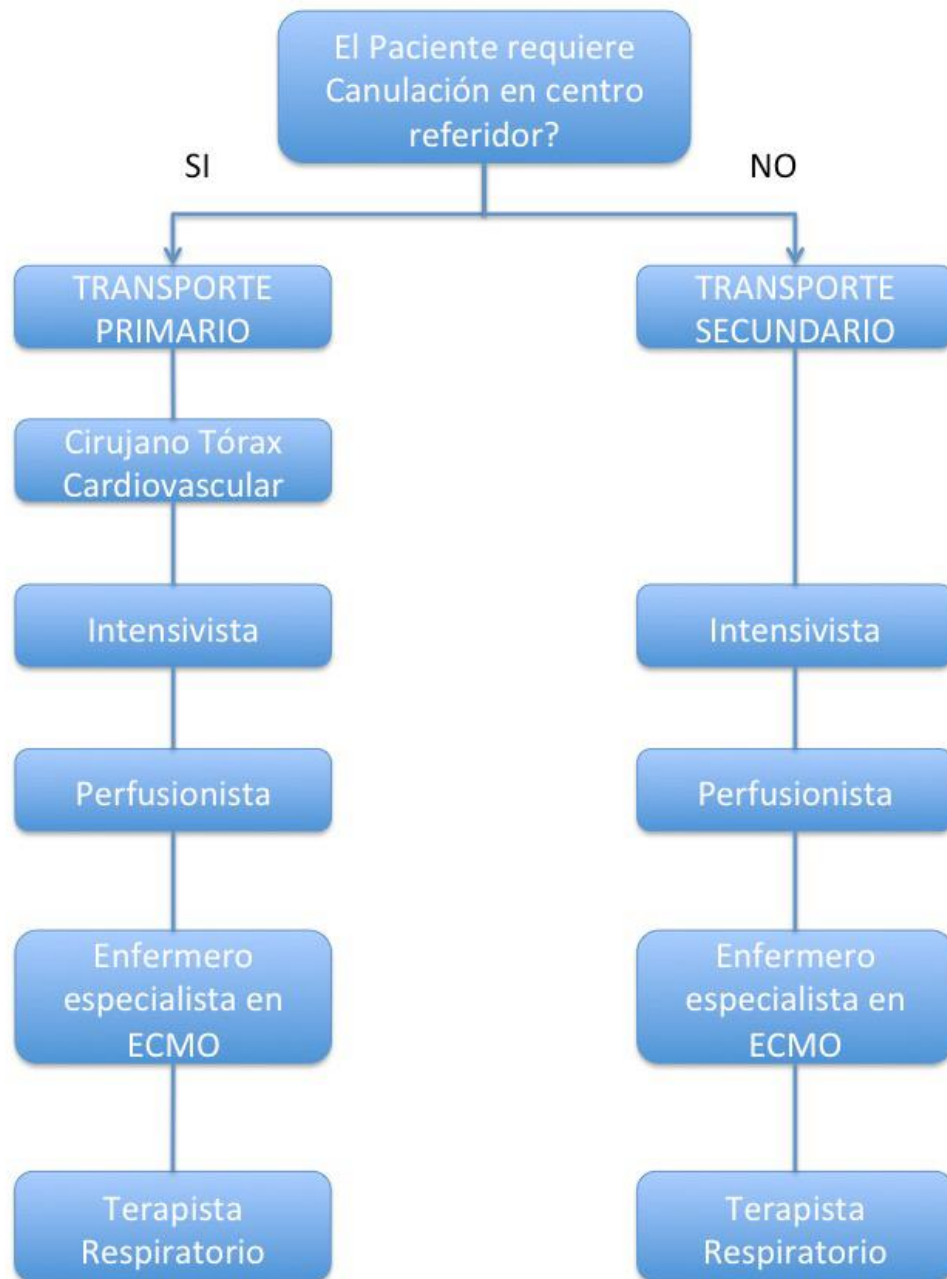 El Paciente requiere
Canulación en centro
referidor?
SI
NO
TRANSPORTE
PRIMARIO
TRANSPORTE
SECUNDARIO
Cirujano Tórax
Cardiovascular
Intensivista
Intensivista
Perfusionista
Perfusionista
Enfermero
especialista en
ECMO
Enfermero
especialista en
ECMO
Terapista
Respiratorio
Terapista
Respiratorio